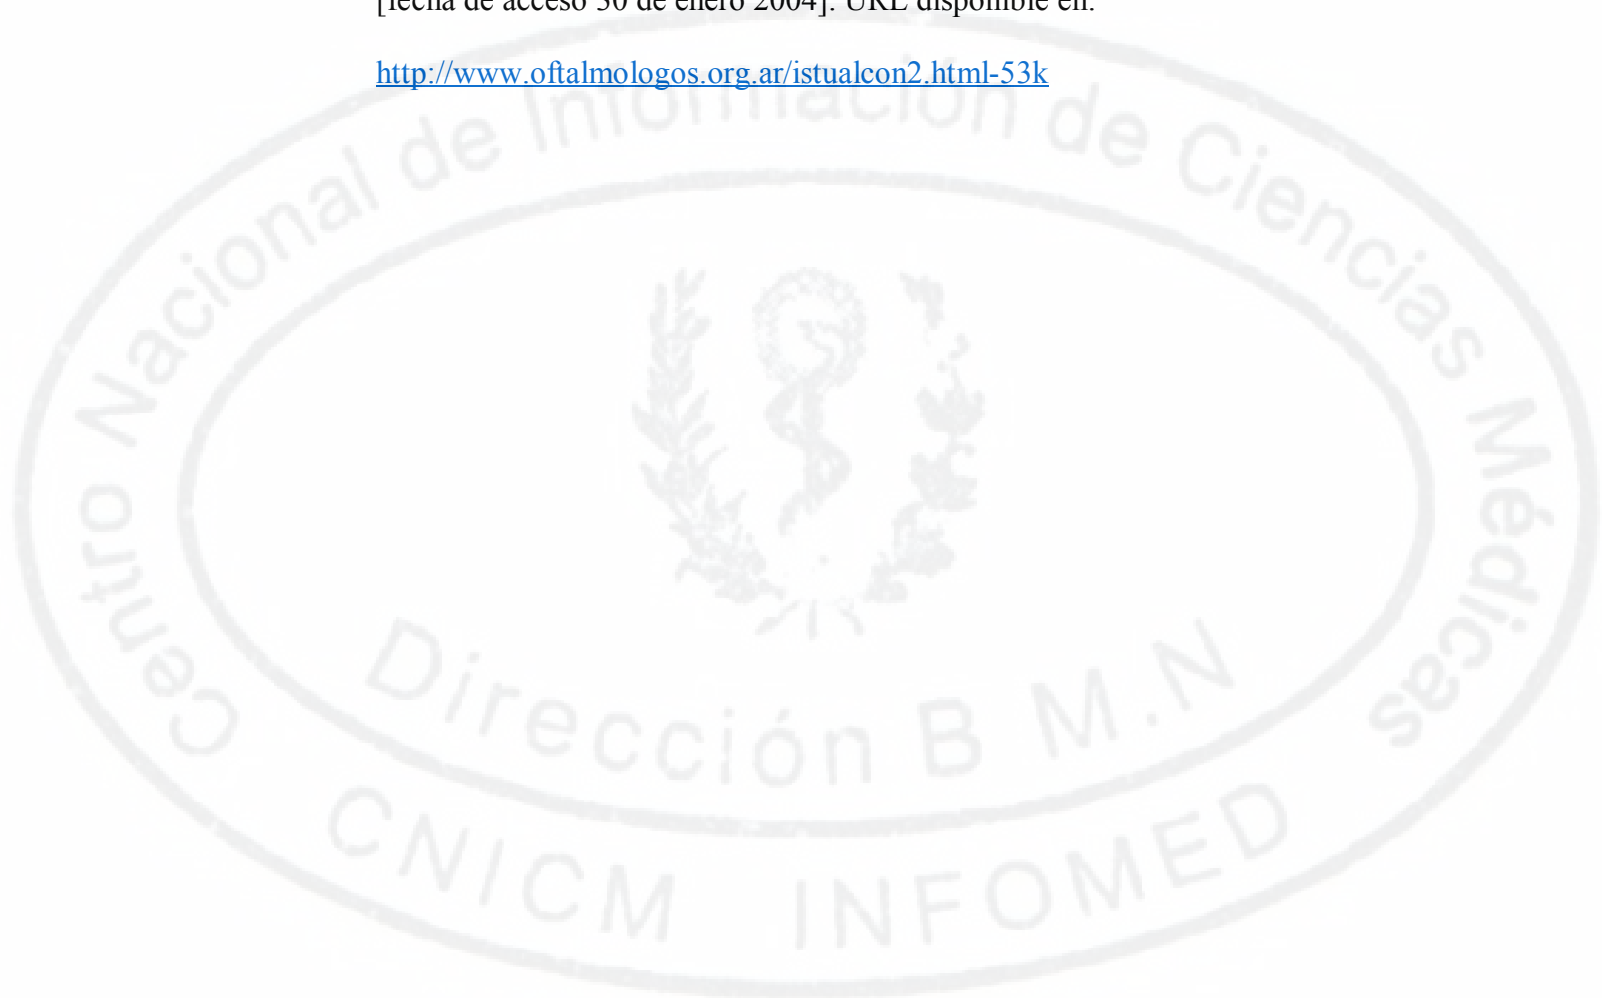 [fecha de acceso 30 de enero 2004]. URL disponible en:
http://www.oftalmologos.org.ar/istualcon2.html-53k
Centro Nacional de Información de Ciencias Médicas
Dirección B M.N
CNICM INFOMED